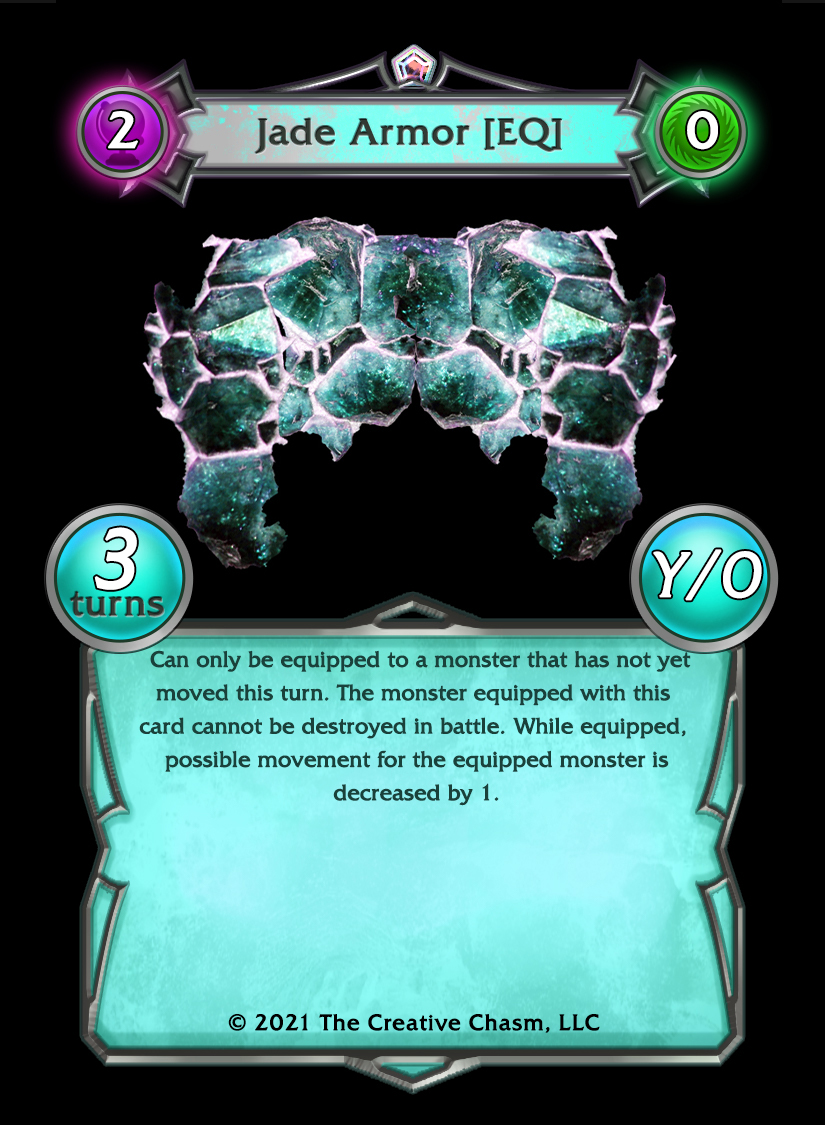 2
Jade Armor [EQ]
0
3
turns
Y/O
Can only be equipped to a monster that has not yet
moved this turn. The monster equipped with this
card cannot be destroyed in battle. While equipped,
possible movement for the equipped monster is
decreased by 1.
© 2021 The Creative Chasm, LLC